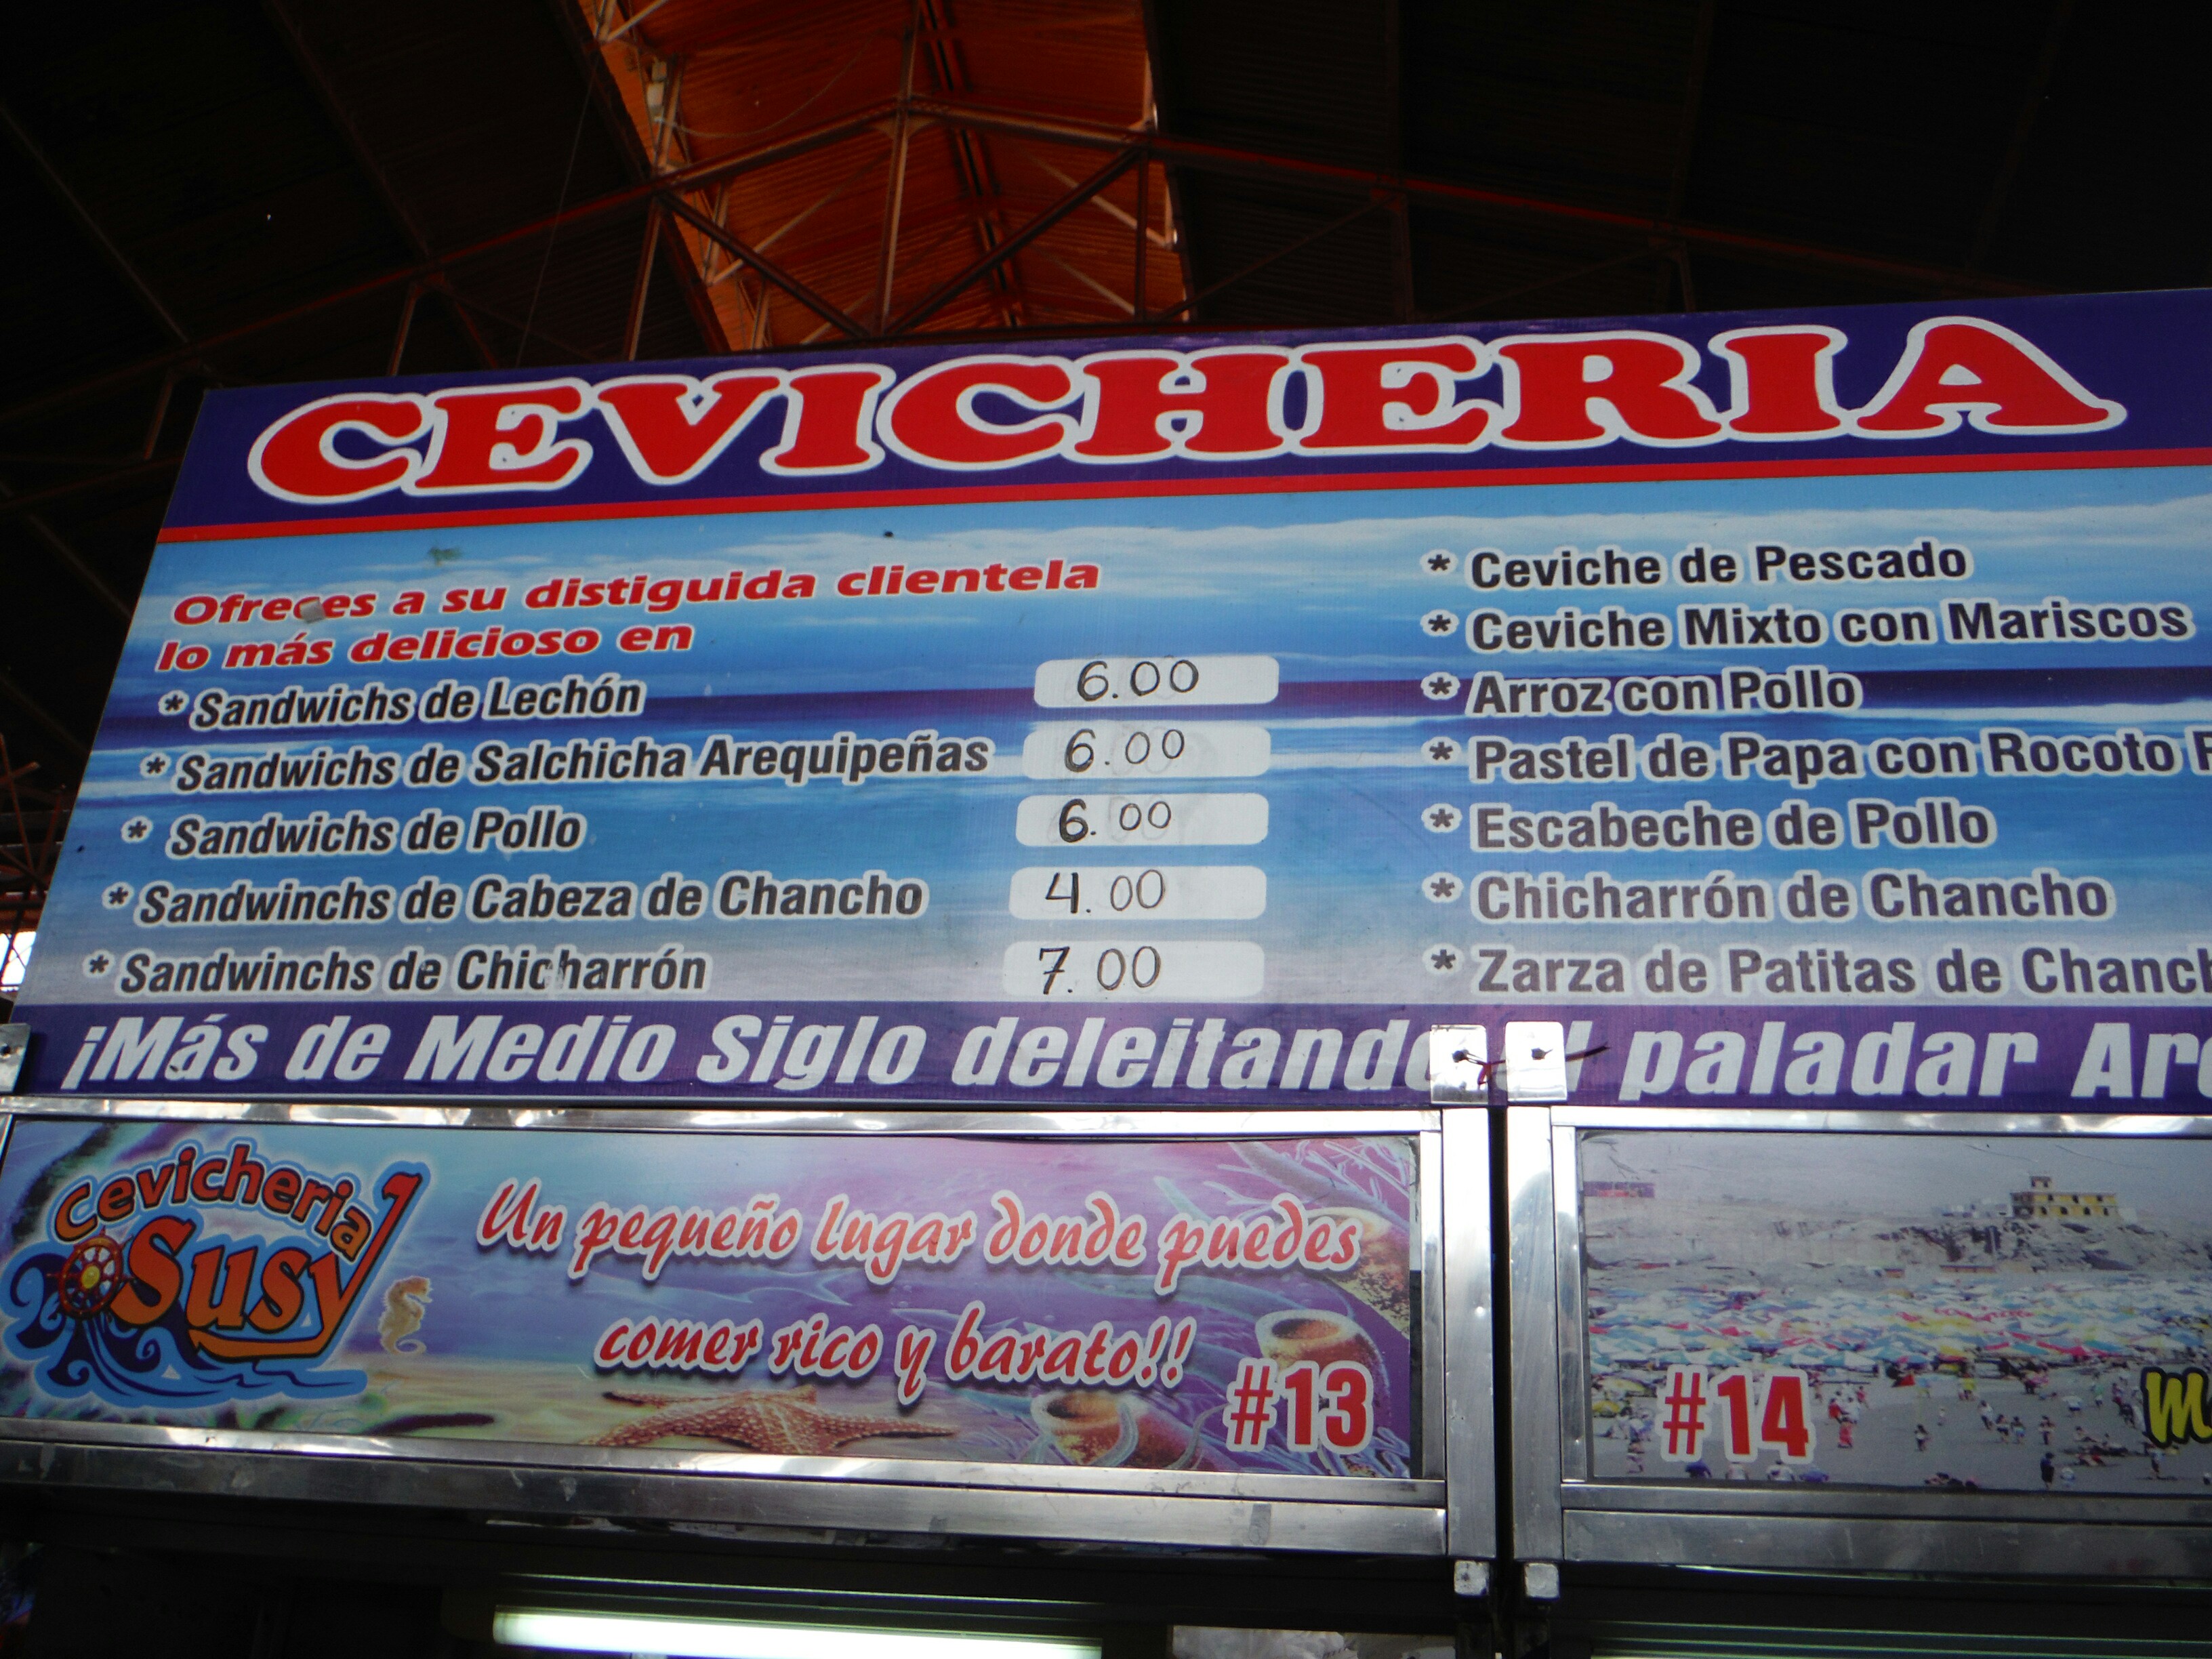 CEVICHERIA
Ofreces a su distiguida clientela
lo más delicioso en
* Sandwichs de Lechón 6.00
* Sandwichs de Salchicha Arequipeñas 6.00
* Sandwichs de Pollo 6.00
* Sandwinchs de Cabeza de Chancho 4.00
* Sandwinchs de Chicharrón 7.00
* Ceviche de Pescado
* Ceviche Mixto con Mariscos
* Arroz con Pollo
* Pastel de Papa con Rocoto
* Escabeche de Pollo
* Chicharrón de Chancho
* Zarza de Patitas de Chanch
¡Más de Medio Siglo deleitando paladar
Cevicheria
Susy
Un pequeño lugar donde puedes
comer rico y barato!!
#13
#14